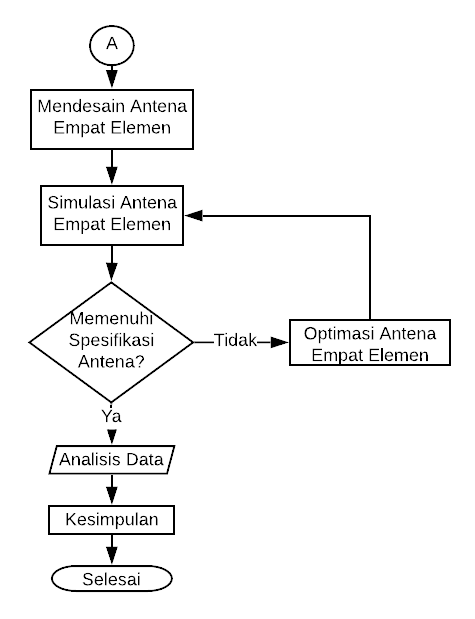 A
Mendesain Antena
Empat Elemen
Simulasi Antena
Empat Elemen
Memenuhi
Spesifikasi
Antena?
Tidak
Optimasi Antena
Empat Elemen
Ya
Analisis Data
Kesimpulan
Selesai